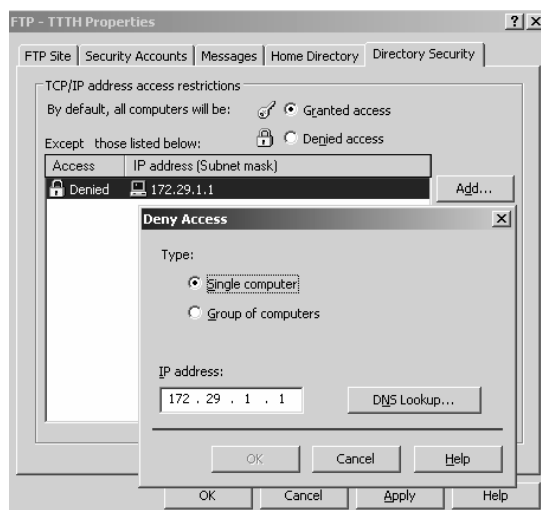 FTP - TTTH Properties
FTP Site Security Accounts Messages Home Directory Directory Security
TCP/IP address access restrictions
By default, all computers will be: Granted access
Denied access
Except those listed below:
Access IP address (Subnet mask)
Denied 172.29.1.1 Add...
Deny Access
Type:
Single computer
Group of computers
IP address:
172 . 29 . 1 . 1 DNS Lookup...
OK Cancel Help
OK Cancel Apply Help